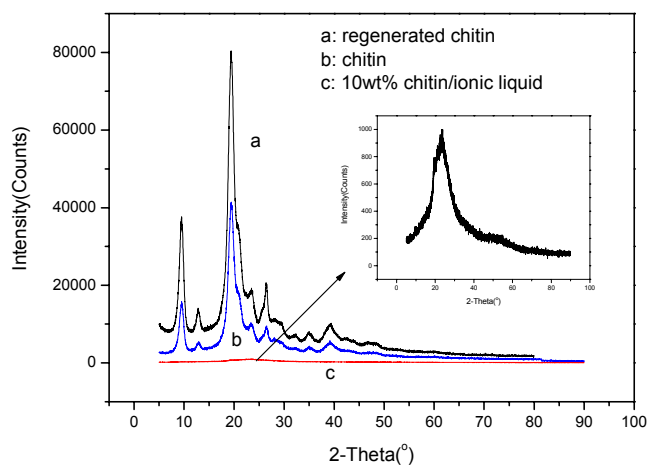 a: regenerated chitin
b: chitin
c: 10wt% chitin/ionic liquid
80000
60000
40000
20000
0
-10000
Intensity(Counts)
0 10 20 30 40 50 60 70 80 90 100
2-Theta(°)
a
b
c
1000
800
600
400
200
0
Intensity(Counts)
0 20 40 60 80 100
2-Theta(°)